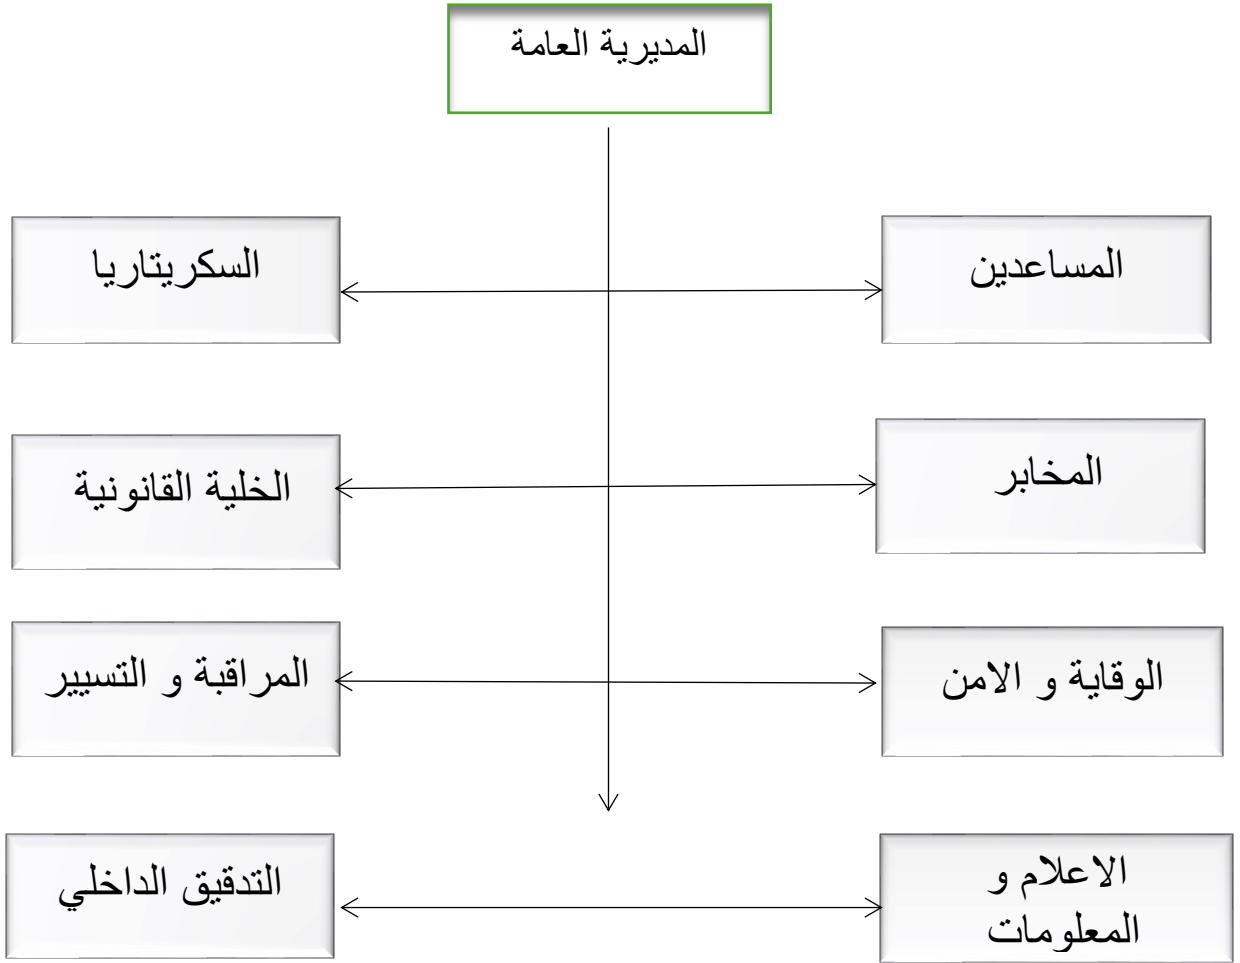 المديرية العامة
المساعدين
السكريتاريا
المخابر
الخلية القانونية
الوقاية و الامن
المراقبة و التسيير
الاعلام و
المعلومات
التدقيق الداخلي